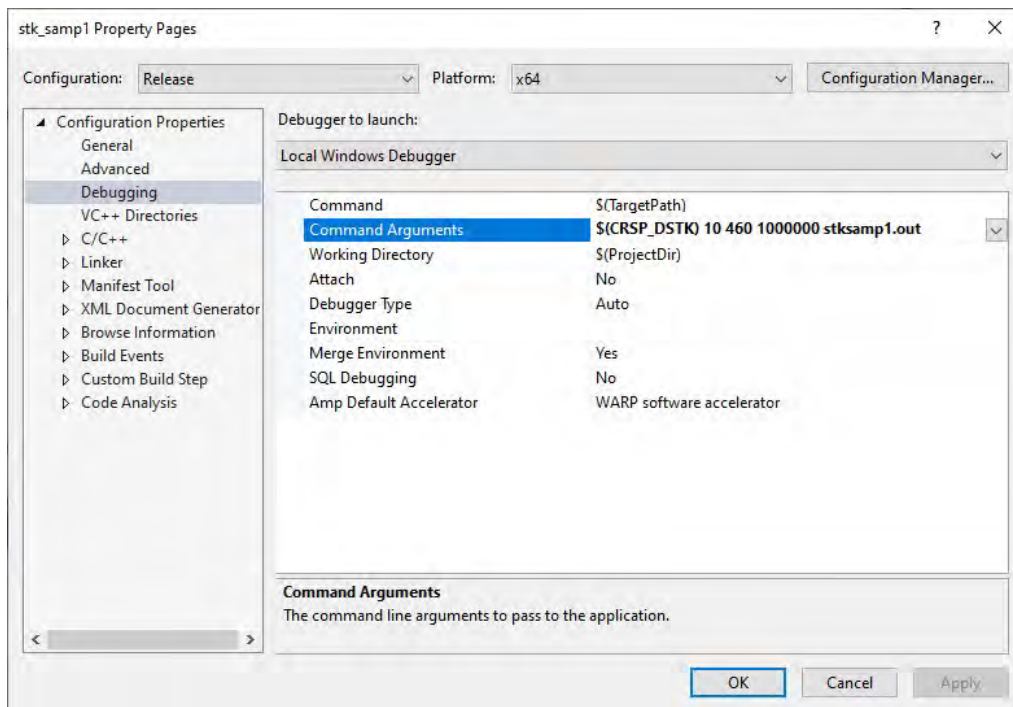 stk_samp1 Property Pages ? ×
Configuration: Release Platform: x64 Configuration Manager...
Configuration Properties
General
Advanced
Debugging
VC++ Directories
C/C++
Linker
Manifest Tool
XML Document Generator
Browse Information
Build Events
Custom Build Step
Code Analysis
Debugger to launch:
Local Windows Debugger
Command $(TargetPath)
Command Arguments $(CRSP_DSTK) 10 460 1000000 stksamp1.out
Working Directory $(ProjectDir)
Attach No
Debugger Type Auto
Environment
Merge Environment Yes
SQL Debugging No
Amp Default Accelerator WARP software accelerator
Command Arguments
The command line arguments to pass to the application.
OK Cancel Apply